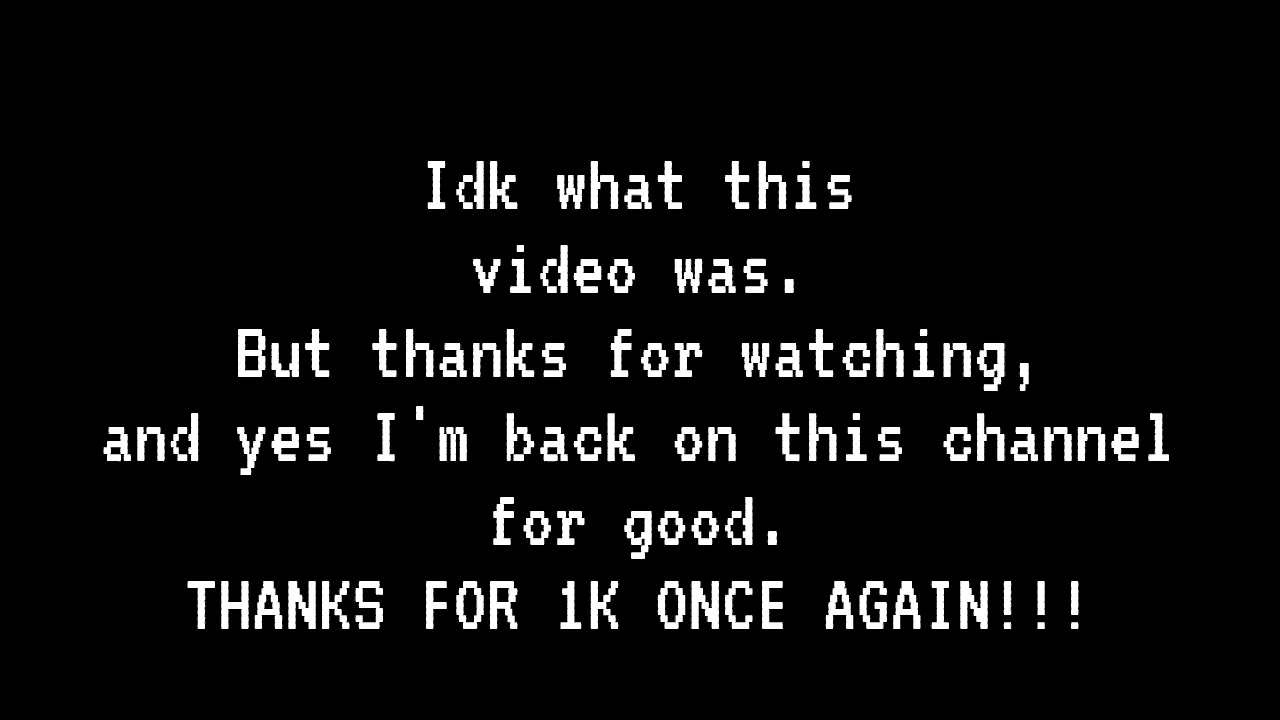 Idk what this
video was.
But thanks for watching,
and yes I'm back on this channel
for good.
THANKS FOR 1K ONCE AGAIN!!!